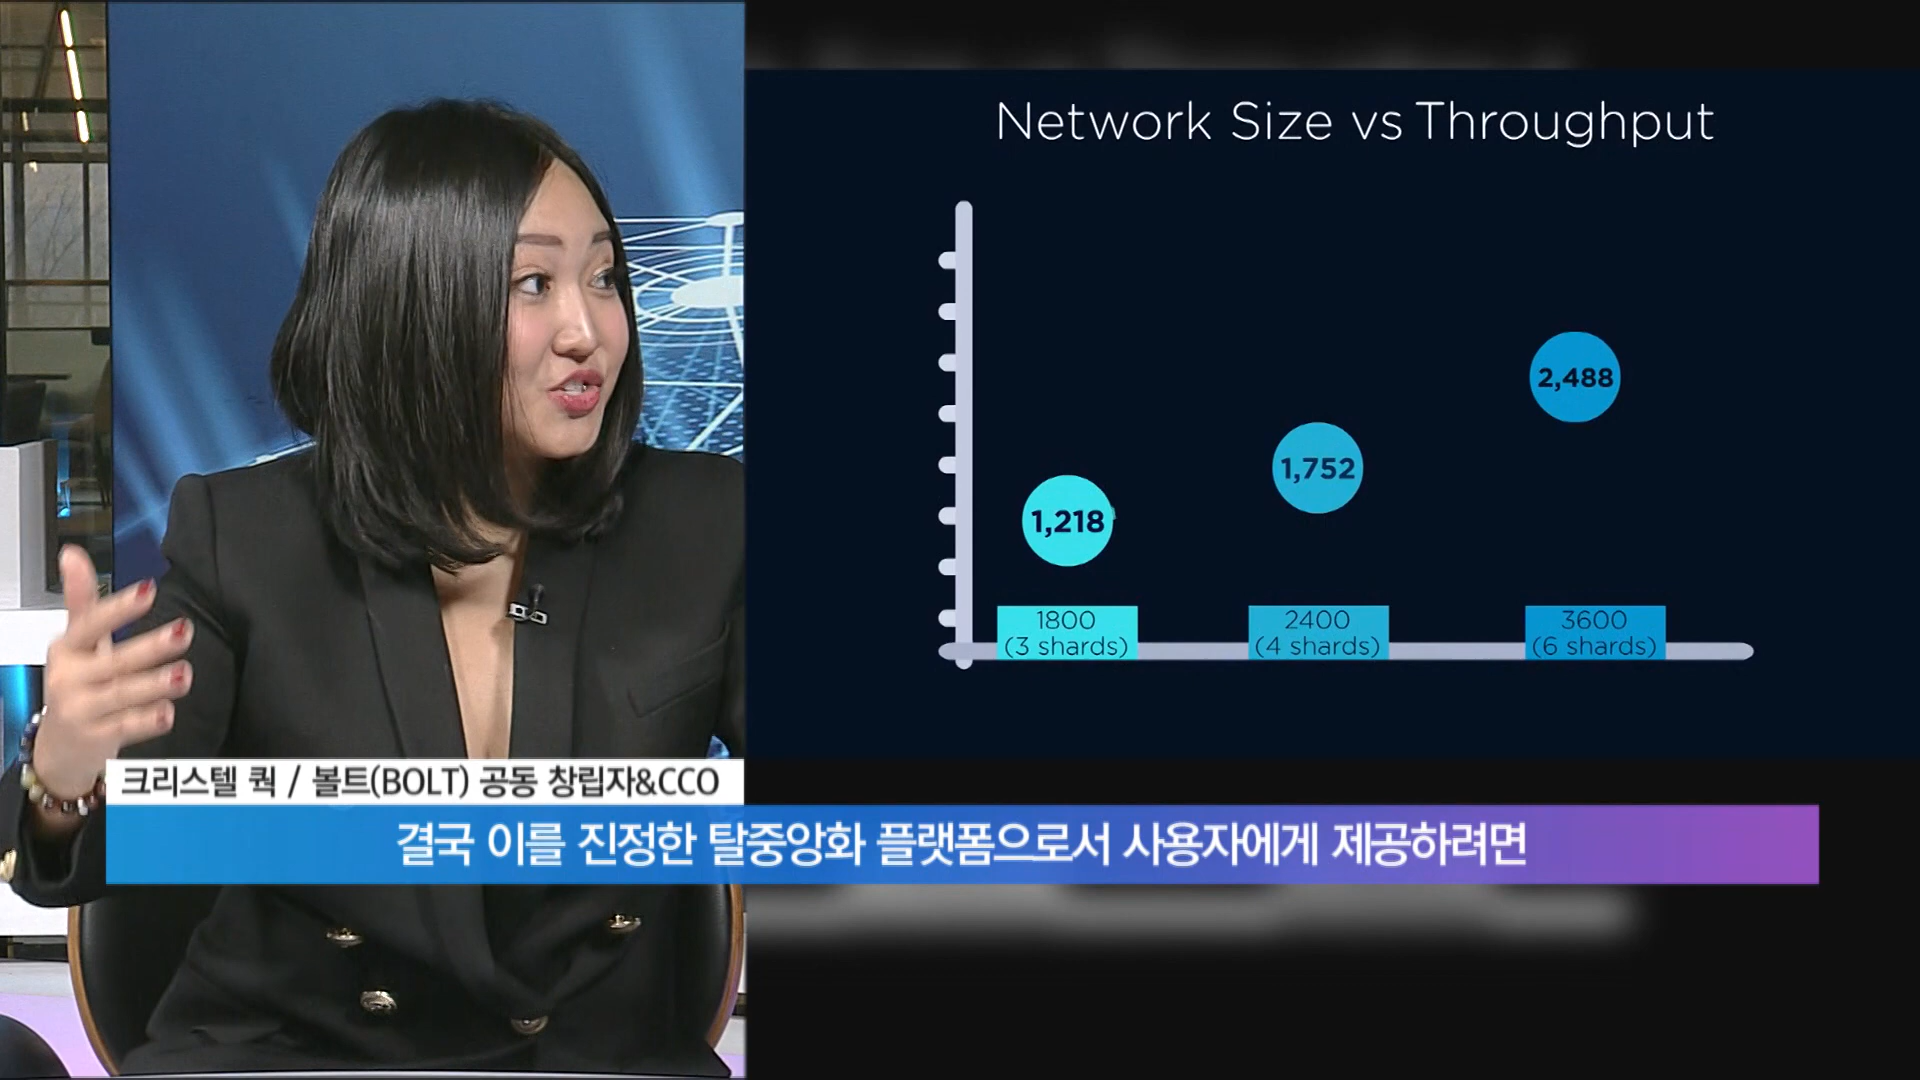 Network Size vs Throughput
2,488
1,752
1,218
1800
(3 shards)
2400
(4 shards)
3600
(6 shards)
크리스텔 퀙 / 볼트(BOLT) 공동 창립자&CCO
결국 이를 진정한 탈중앙화 플랫폼으로서 사용자에게 제공하려면